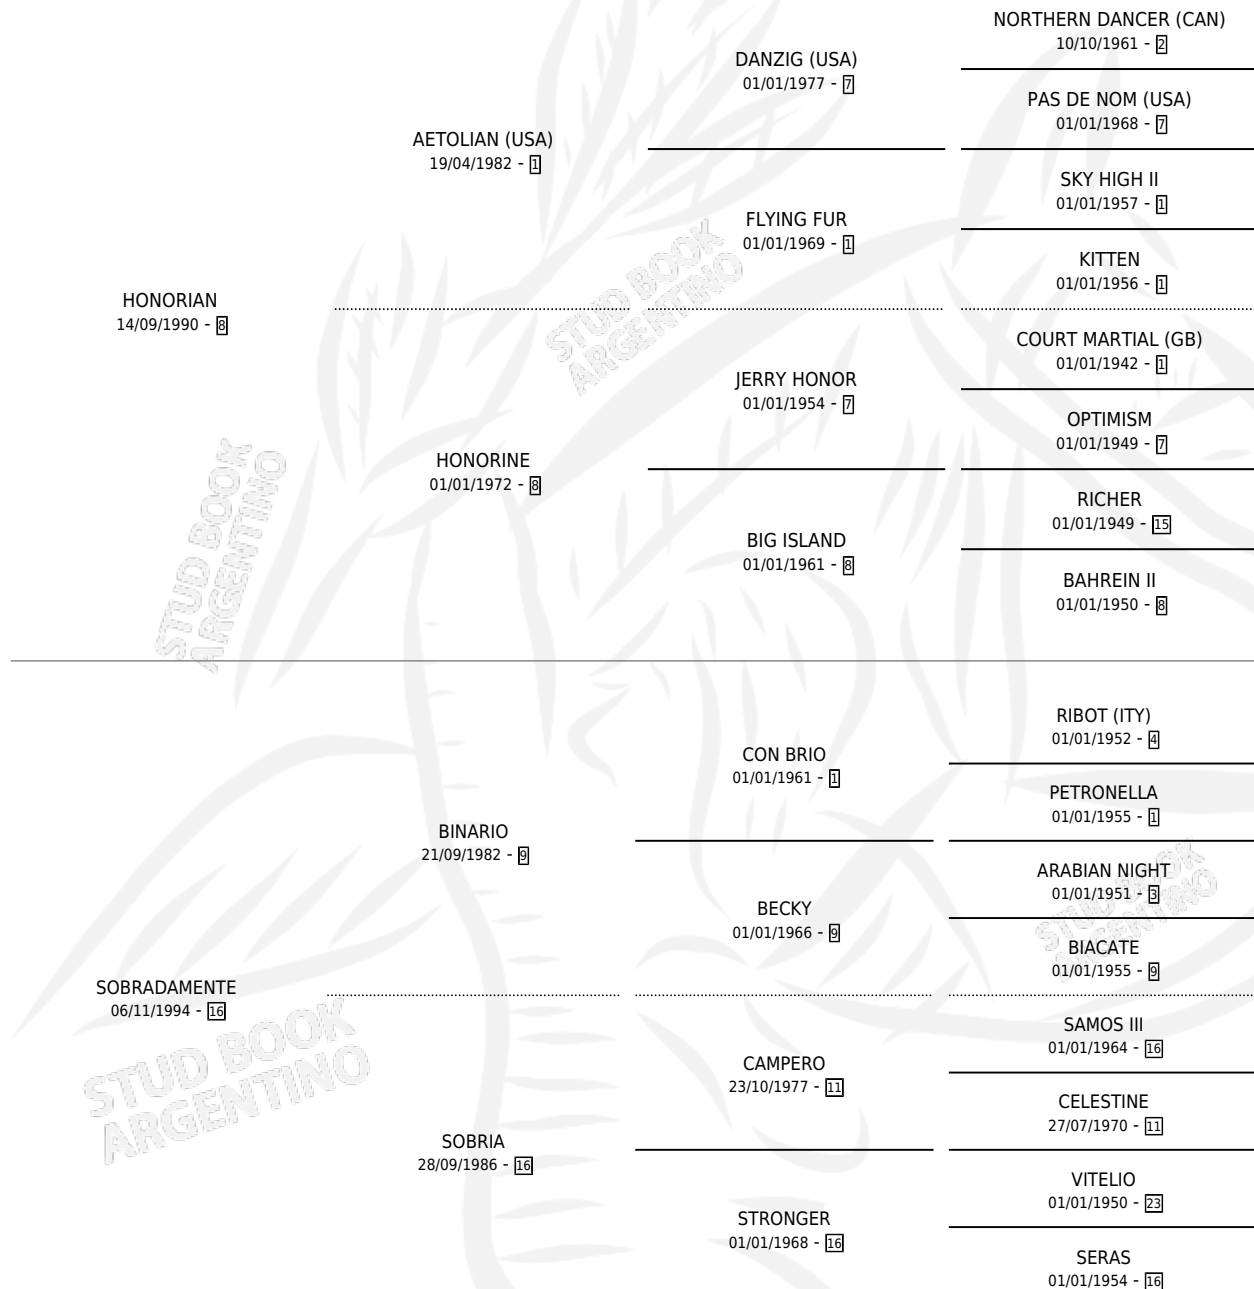 NORTHERN DANCER (CAN)
10/10/1961 - 2
DANZIG (USA)
01/01/1977 - 7
PAS DE NOM (USA)
01/01/1968 - 7
AETOLIAN (USA)
19/04/1982 - 1
SKY HIGH II
01/01/1957 - 1
FLYING FUR
01/01/1969 - 1
KITTEN
01/01/1956 - 1
HONORIAN
14/09/1990 - 8
COURT MARTIAL (GB)
01/01/1942 - 1
JERRY HONOR
01/01/1954 - 7
OPTIMISM
01/01/1949 - 7
HONORINE
01/01/1972 - 8
RICHER
01/01/1949 - 15
BIG ISLAND
01/01/1961 - 8
BAHREIN II
01/01/1950 - 8
STUD BOOK
ARGENTINO
STUD BOOK
ARGENTINO
RIBOT (ITY)
01/01/1952 - 4
CON BRIO
01/01/1961 - 1
PETRONELLA
01/01/1955 - 1
BINARIO
21/09/1982 - 9
ARABIAN NIGHT
01/01/1951 - 3
BECKY
01/01/1966 - 9
BIACATE
01/01/1955 - 9
STUD BOOK
ARGENTINO
SOBRADAMENTE
06/11/1994 - 16
SAMOS III
01/01/1964 - 16
CAMPERO
23/10/1977 - 11
CELESTINE
27/07/1970 - 11
STUD BOOK
ARGENTINO
SOBRIA
28/09/1986 - 16
VITELIO
01/01/1950 - 23
STRONGER
01/01/1968 - 16
SERAS
01/01/1954 - 16